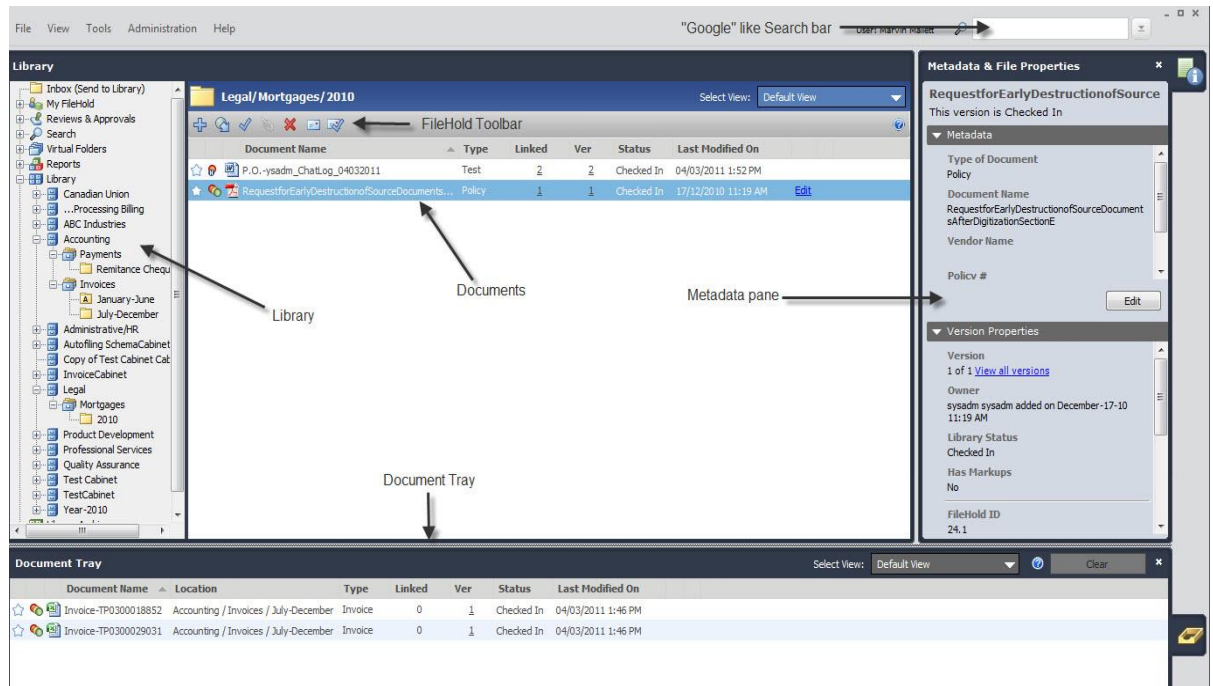 File View Tools Administration Help
"Google" like Search bar
User: Marvin Mallett
Library
Inbox (Send to Library)
My FileHold
Reviews & Approvals
Search
Virtual Folders
Reports
Library
Canadian Union
...Processing Billing
ABC Industries
Accounting
Payments
Remitance Chequ
Invoices
A January-June
July-December
Administrative/HR
Autofiling SchemaCabinet
Copy of Test Cabinet Cat
InvoiceCabinet
Legal
Mortgages
2010
Product Development
Professional Services
Quality Assurance
Test Cabinet
TestCabinet
Year-2010
Library
Legal/Mortgages/2010
Select View: Default View
FileHold Toolbar
Document Name Type Linked Ver Status Last Modified On
P.O.-ysadm_ChatLog_04032011 Test 2 2 Checked In 04/03/2011 1:52 PM
RequestforEarlyDestructionofSourceDocuments... Policy 1 1 Checked In 17/12/2010 11:19 AM Edit
Documents
Metadata pane
Document Tray
Metadata & File Properties
RequestforEarlyDestructionofSource
This version is Checked In
Metadata
Type of Document
Policy
Document Name
RequestforEarlyDestructionofSourceDocument
sAfterDigitizationSectionE
Vendor Name
Policy #
Edit
Version Properties
Version
1 of 1 View all versions
Owner
sysadm sysadm added on December-17-10
11:19 AM
Library Status
Checked In
Has Markups
No
FileHold ID
24.1
Document Tray
Select View: Default View
Clear
Document Name Location Type Linked Ver Status Last Modified On
Invoice-TP0300018852 Accounting / Invoices / July-December Invoice 0 1 Checked In 04/03/2011 1:46 PM
Invoice-TP0300029031 Accounting / Invoices / July-December Invoice 0 1 Checked In 04/03/2011 1:46 PM